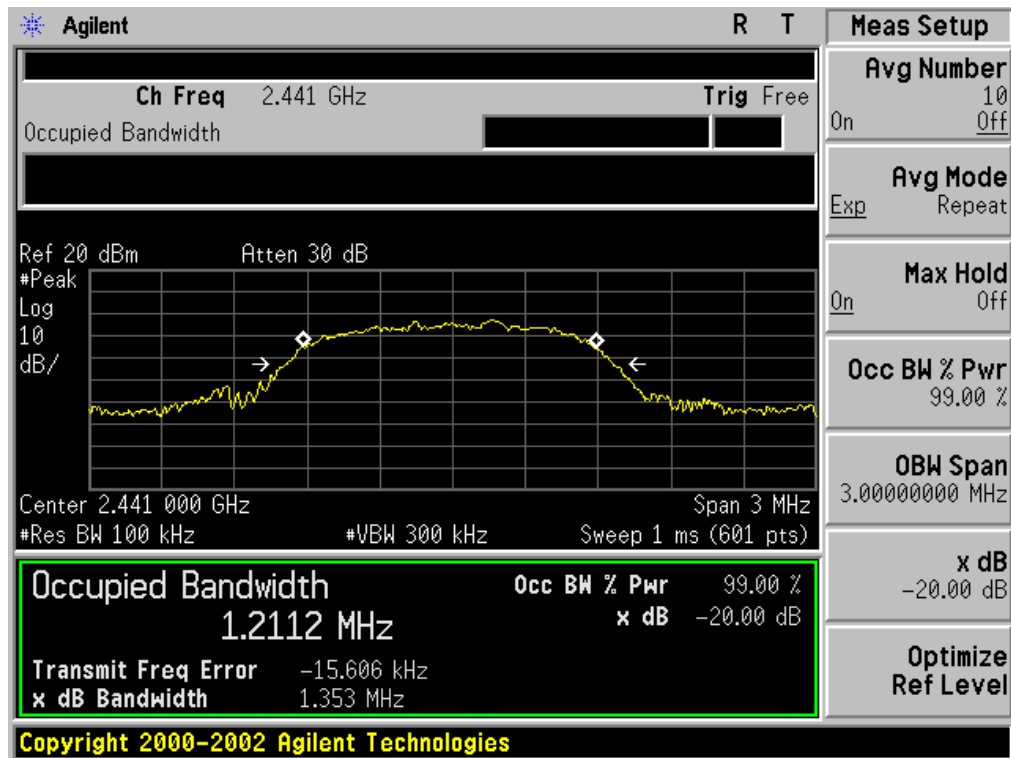 Agilent R T Meas Setup
Ch Freq 2.441 GHz Trig Free
Occupied Bandwidth
Avg Number
10
On Off
Avg Mode
Exp Repeat
Max Hold
On Off
Occ BW % Pwr
99.00 %
OBW Span
3.00000000 MHz
x dB
-20.00 dB
Optimize
Ref Level
Ref 20 dBm Atten 30 dB
#Peak
Log
10
dB/
Center 2.441 000 GHz Span 3 MHz
#Res BW 100 kHz #VBW 300 kHz Sweep 1 ms (601 pts)
Occupied Bandwidth Occ BW % Pwr 99.00 %
1.2112 MHz x dB -20.00 dB
Transmit Freq Error -15.606 kHz
x dB Bandwidth 1.353 MHz
Copyright 2000-2002 Agilent Technologies